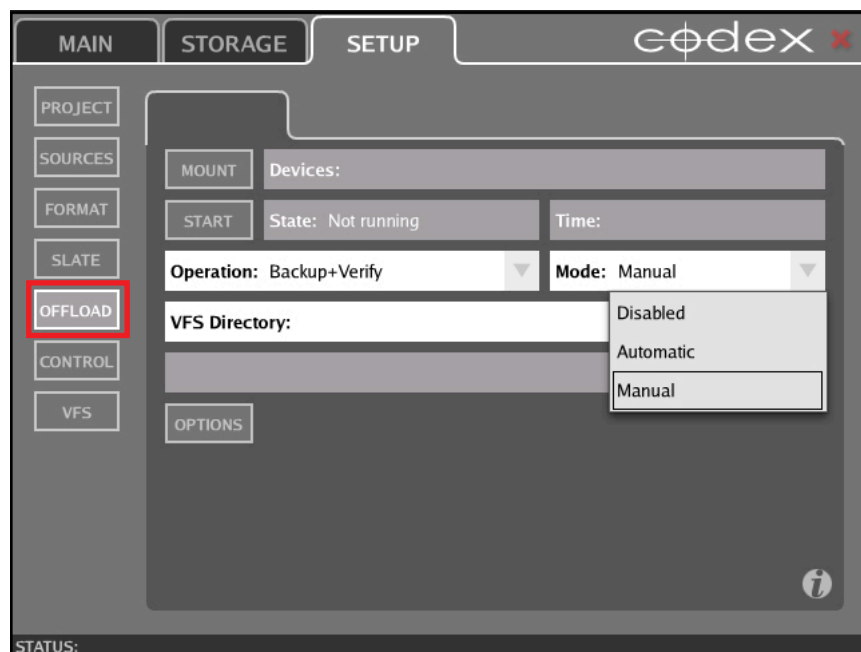 MAIN STORAGE SETUP codex
PROJECT
SOURCES
FORMAT
SLATE
OFFLOAD
CONTROL
VFS
MOUNT Devices:
START State: Not running Time:
Operation: Backup+Verify Mode: Manual
VFS Directory:
Disabled
Automatic
Manual
OPTIONS
i
STATUS: